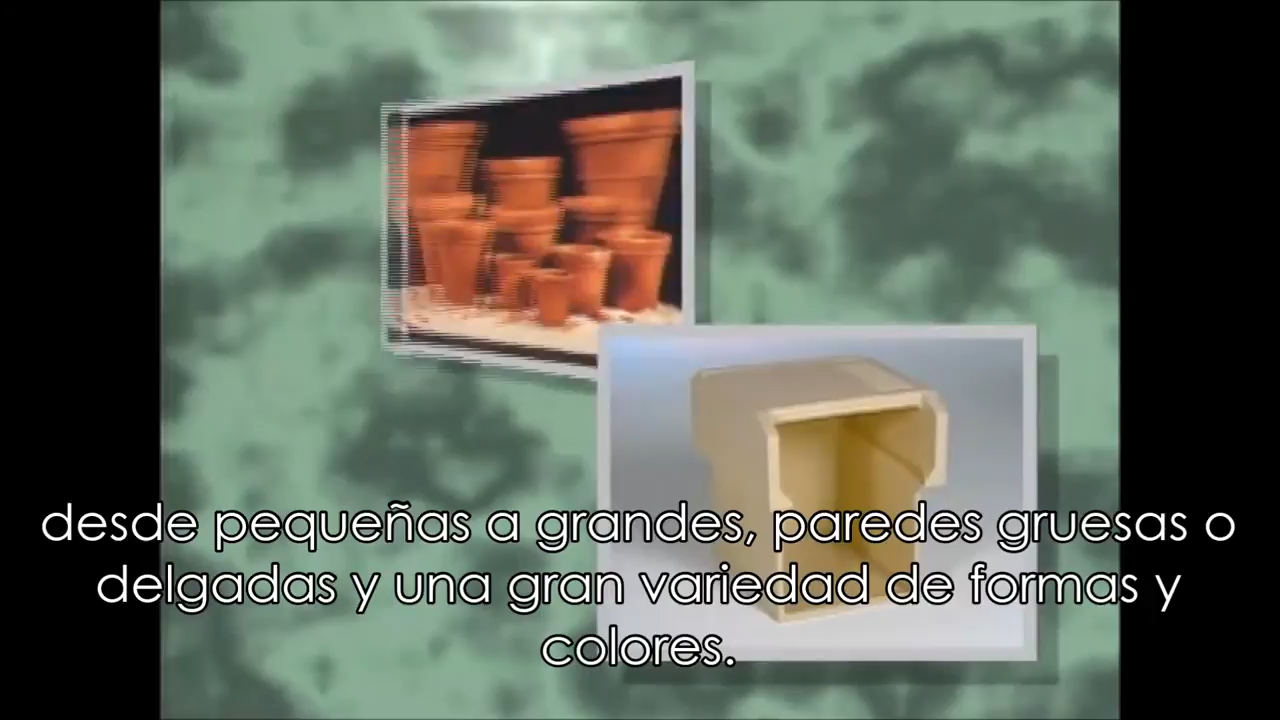 desde pequeñas a grandes, paredes gruesas o
delgadas y una gran variedad de formas y
colores.